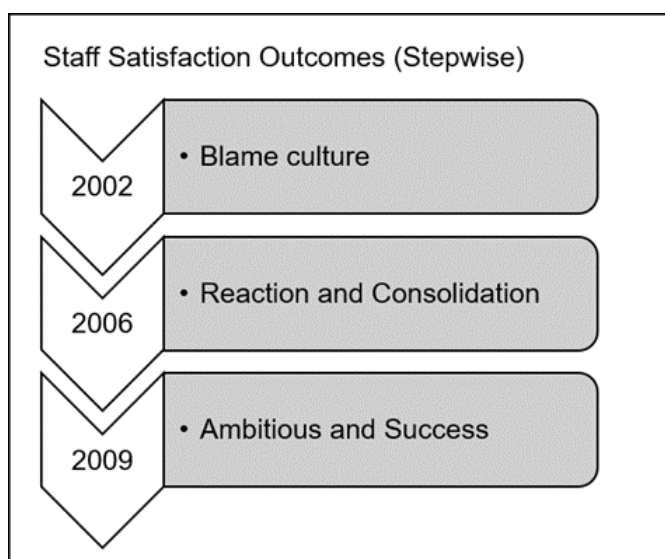 Staff Satisfaction Outcomes (Stepwise)
2002
• Blame culture
2006
• Reaction and Consolidation
2009
• Ambitious and Success